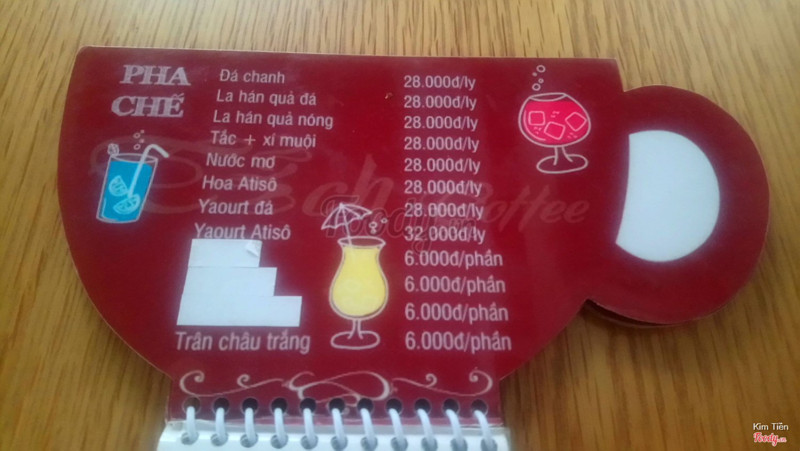 PHA CHẾ
Đá chanh 28.000đ/ly
La hán quả đá 28.000đ/ly
La hán quả nóng 28.000đ/ly
Tắc + xí muội 28.000đ/ly
Nước mơ 28.000đ/ly
Hoa Atisô 28.000đ/ly
Yaourt đá 28.000đ/ly
Yaourt Atisô 32.000đ/ly
6.000đ/phần
6.000đ/phần
6.000đ/phần
Trân châu trắng 6.000đ/phần
Coffee
Foody.vn
Kim Tiền
Foody.vn